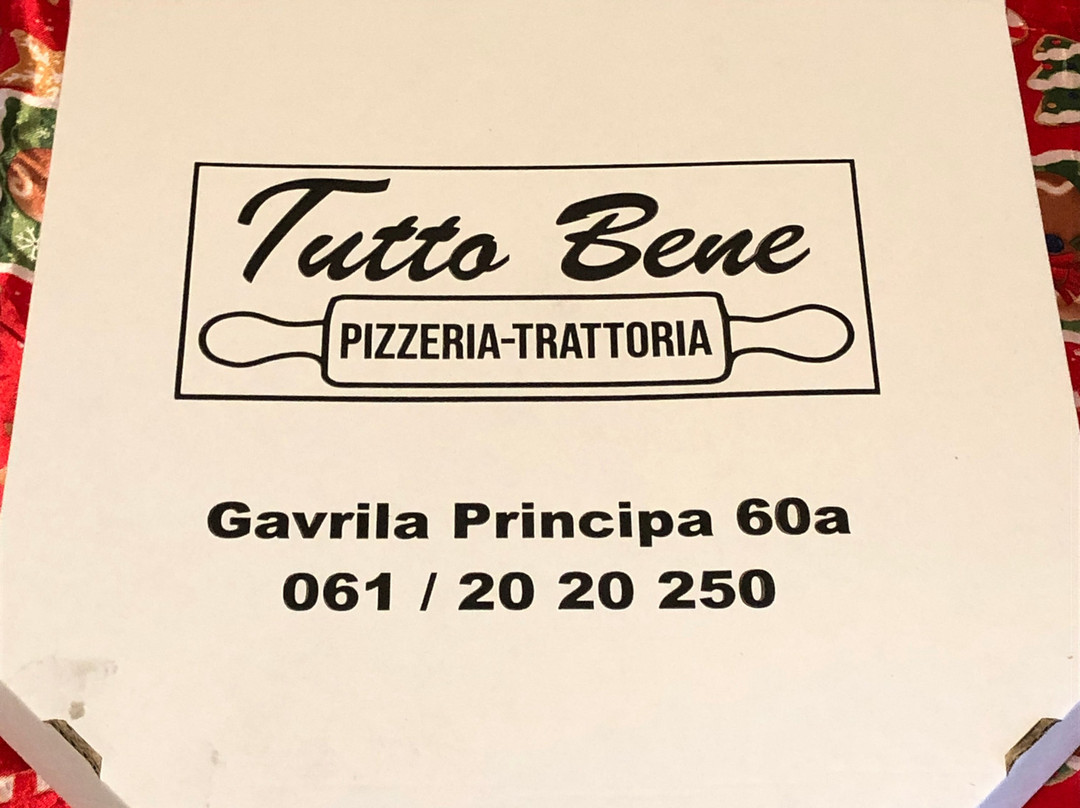 Tutto Bene
PIZZERIA-TRATTORIA
Gavrila Principa 60a
061 / 20 20 250